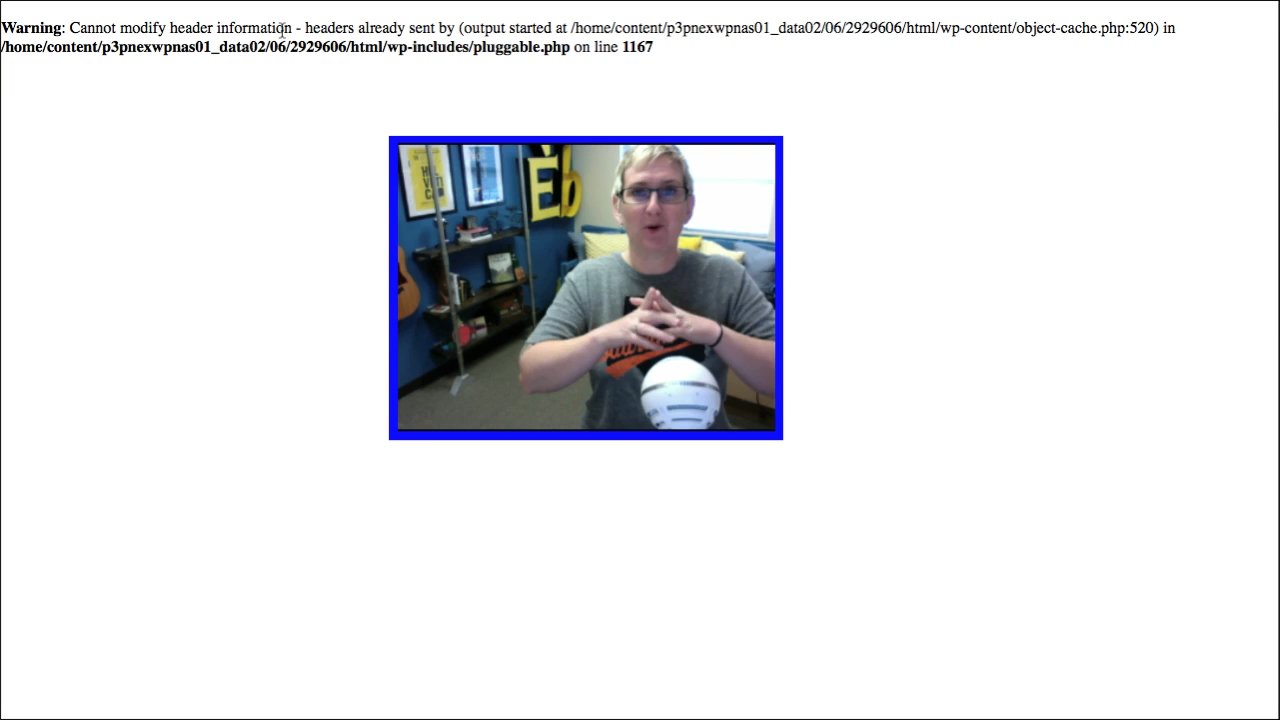 Warning: Cannot modify header information - headers already sent by (output started at /home/content/p3pnexwpnas01_data02/06/2929606/html/wp-content/object-cache.php:520) in
/home/content/p3pnexwpnas01_data02/06/2929606/html/wp-includes/pluggable.php on line 1167
Eb